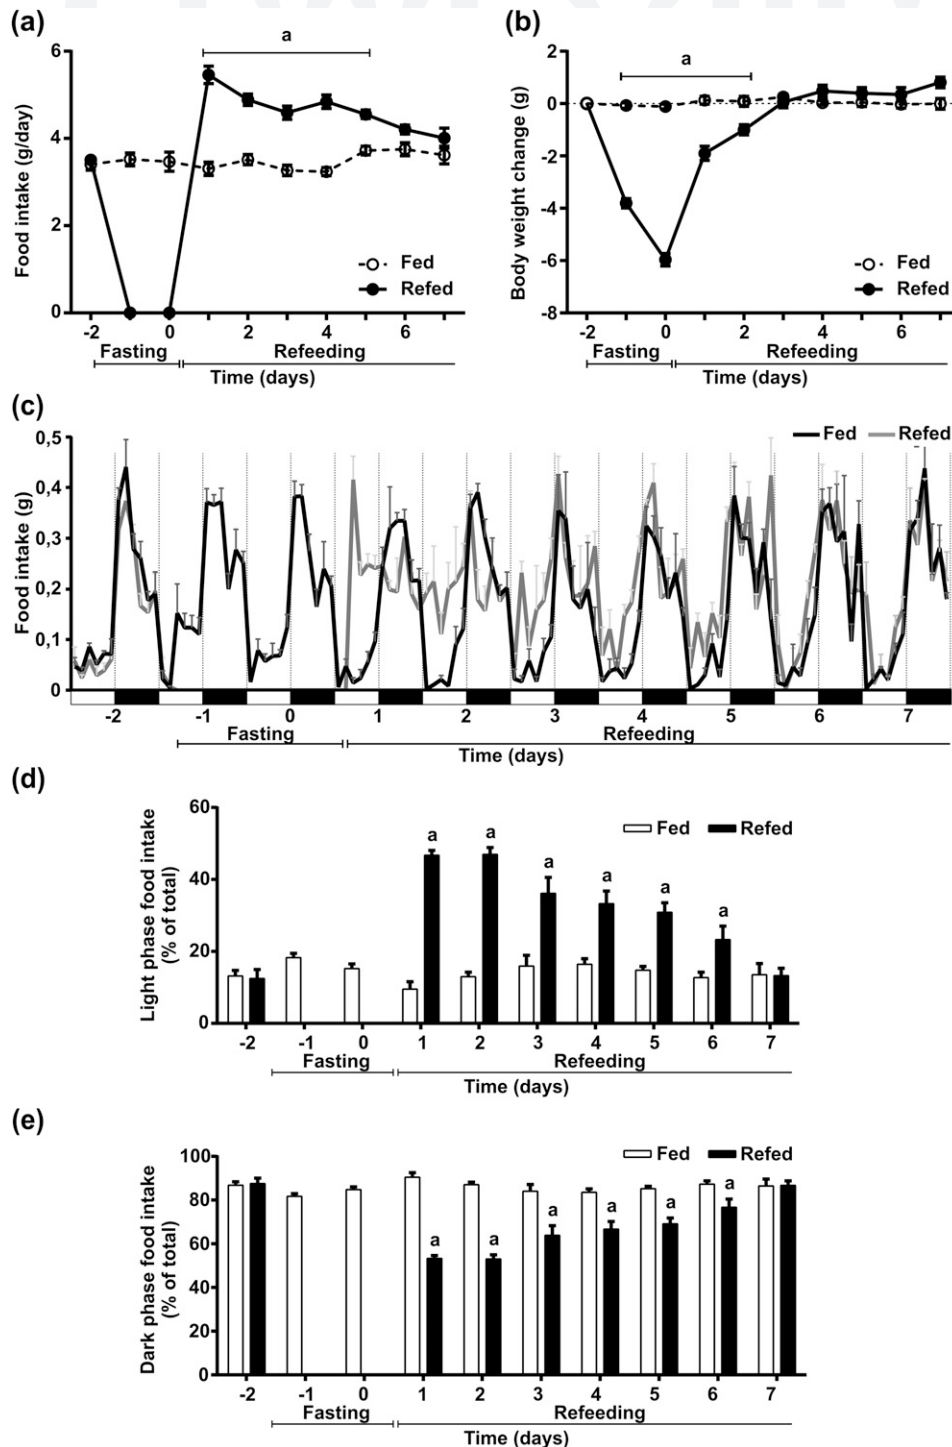 (a)
a
Food intake (g/day)
6
4
2
0
Fed
Refed
-2 0 2 4 6
Fasting Refeeding
Time (days)
(b)
a
Body weight change (g)
2
0
-2
-4
-6
-8
Fed
Refed
-2 0 2 4 6
Fasting Refeeding
Time (days)
(c)
Fed Refed
Food intake (g)
0,5
0,4
0,3
0,2
0,1
0
-2 -1 0 1 2 3 4 5 6 7
Fasting Refeeding
Time (days)
(d)
Light phase food intake
(% of total)
60
40
20
0
Fed Refed
a a a a a a
-2 -1 0 1 2 3 4 5 6 7
Fasting Refeeding
Time (days)
(e)
Dark phase food intake
(% of total)
100
80
60
40
20
0
Fed Refed
a a a a a a
-2 -1 0 1 2 3 4 5 6 7
Fasting Refeeding
Time (days)